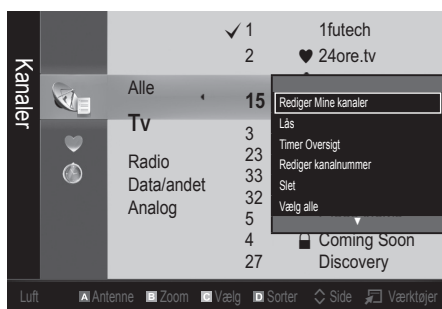 Kanaler
✓ 1 1futech
2 ♥ 24ore.tv
Alle
15
Tv
3
Radio
23
Data/andet
33
Analog
32
5
4 Coming Soon
27 Discovery
Rediger Mine kanaler
Lås
Timer Oversigt
Rediger kanalnummer
Slet
Vælg alle
Luft A Antenne B Zoom C Vælg D Sorter Side Værktøjer